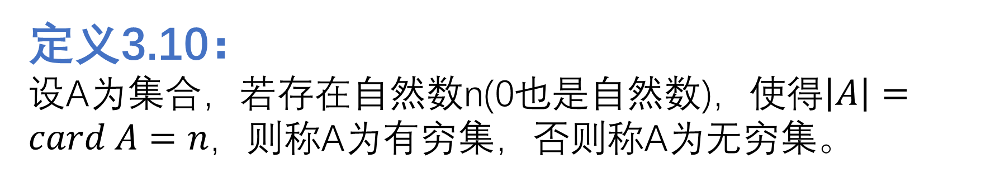 定义3.10：
设A为集合，若存在自然数n(0也是自然数)，使得|A| =
card A = n，则称A为有穷集，否则称A为无穷集。